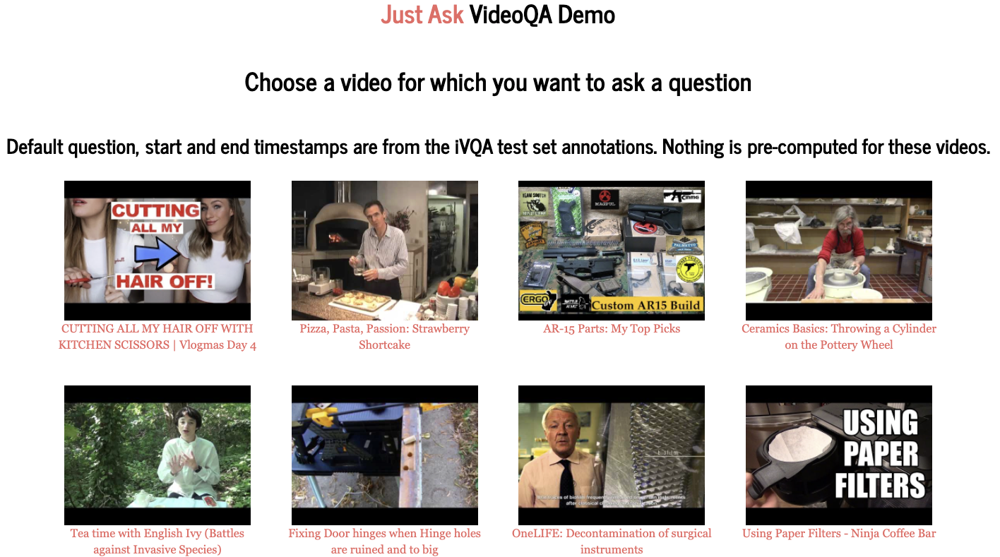 Just Ask VideoQA Demo
Choose a video for which you want to ask a question
Default question, start and end timestamps are from the iVQA test set annotations. Nothing is pre-computed for these videos.
CUTTING
ALL MY
HAIR OFF!
MAGPUL
Cmmg
PALMETTO
ERGO
Custom AR15 Build
CUTTING ALL MY HAIR OFF WITH
KITCHEN SCISSORS | Vlogmas Day 4
Pizza, Pasta, Passion: Strawberry
Shortcake
AR-15 Parts: My Top Picks
Ceramics Basics: Throwing a Cylinder
on the Pottery Wheel
biofilm
USING
PAPER
FILTERS
Tea time with English Ivy (Battles
against Invasive Species)
Fixing Door hinges when Hinge holes
are ruined and to big
OneLIFE: Decontamination of surgical
instruments
Using Paper Filters - Ninja Coffee Bar